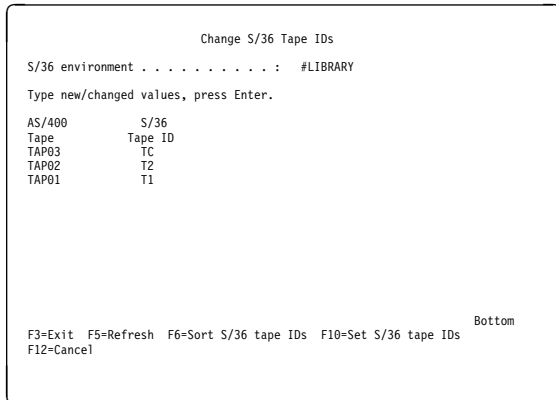 Change S/36 Tape IDs
S/36 environment . . . . . . . . . . : #LIBRARY
Type new/changed values, press Enter.
AS/400 S/36
Tape Tape ID
TAP03 TC
TAP02 T2
TAP01 T1
Bottom
F3=Exit F5=Refresh F6=Sort S/36 tape IDs F10=Set S/36 tape IDs
F12=Cancel